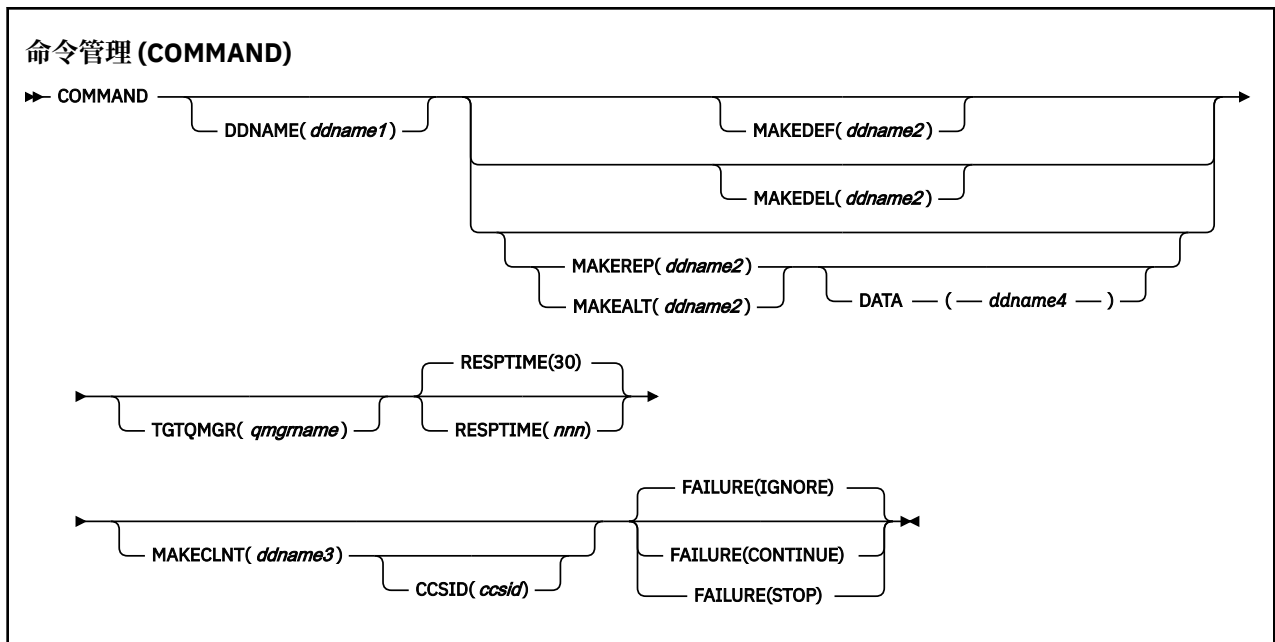 命令管理 (COMMAND)
COMMAND
DDNAME( ddname1 )
MAKEDEF( ddname2 )
MAKEDEL( ddname2 )
MAKEREP( ddname2 )
MAKEALT( ddname2 )
DATA ( ddname4 )
RESPTIME(30)
TGTQMGR( qmgrname )
RESPTIME( nnn)
FAILURE(IGNORE)
MAKECLNT( ddname3 )
FAILURE(CONTINUE)
CCSID( ccsid)
FAILURE(STOP)